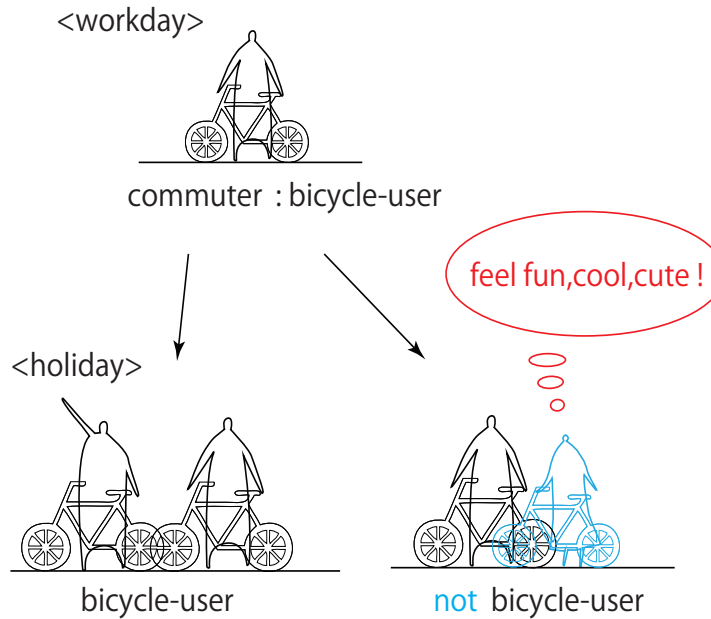 <workday>
commuter : bicycle-user
feel fun,cool,cute !
<holiday>
bicycle-user
not bicycle-user